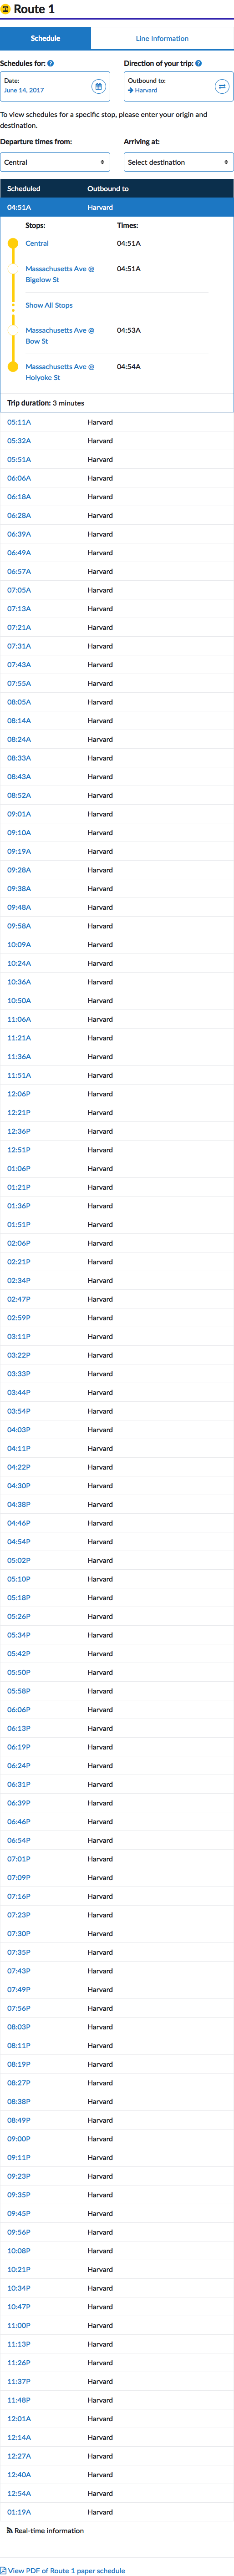 Route 1
Schedule Line Information
Schedules for: Direction of your trip:
Date: Outbound to:
June 14, 2017 Harvard
To view schedules for a specific stop, please enter your origin and
destination.
Departure times from: Arriving at:
Central Select destination
Scheduled Outbound to
04:51A Harvard
Stops: Times:
Central 04:51A
Massachusetts Ave @ 04:51A
Bigelow St
Show All Stops
Massachusetts Ave @ 04:53A
Bow St
Massachusetts Ave @ 04:54A
Holyoke St
Trip duration: 3 minutes
05:11A Harvard
05:32A Harvard
05:51A Harvard
06:06A Harvard
06:18A Harvard
06:28A Harvard
06:39A Harvard
06:49A Harvard
06:57A Harvard
07:05A Harvard
07:13A Harvard
07:21A Harvard
07:31A Harvard
07:43A Harvard
07:55A Harvard
08:05A Harvard
08:14A Harvard
08:24A Harvard
08:33A Harvard
08:43A Harvard
08:52A Harvard
09:01A Harvard
09:10A Harvard
09:19A Harvard
09:28A Harvard
09:38A Harvard
09:48A Harvard
09:58A Harvard
10:09A Harvard
10:24A Harvard
10:36A Harvard
10:50A Harvard
11:06A Harvard
11:21A Harvard
11:36A Harvard
11:51A Harvard
12:06P Harvard
12:21P Harvard
12:36P Harvard
12:51P Harvard
01:06P Harvard
01:21P Harvard
01:36P Harvard
01:51P Harvard
02:06P Harvard
02:21P Harvard
02:34P Harvard
02:47P Harvard
02:59P Harvard
03:11P Harvard
03:22P Harvard
03:33P Harvard
03:44P Harvard
03:54P Harvard
04:03P Harvard
04:11P Harvard
04:22P Harvard
04:30P Harvard
04:38P Harvard
04:46P Harvard
04:54P Harvard
05:02P Harvard
05:10P Harvard
05:18P Harvard
05:26P Harvard
05:34P Harvard
05:42P Harvard
05:50P Harvard
05:58P Harvard
06:06P Harvard
06:13P Harvard
06:19P Harvard
06:24P Harvard
06:31P Harvard
06:39P Harvard
06:46P Harvard
06:54P Harvard
07:01P Harvard
07:09P Harvard
07:16P Harvard
07:23P Harvard
07:30P Harvard
07:35P Harvard
07:43P Harvard
07:49P Harvard
07:56P Harvard
08:03P Harvard
08:11P Harvard
08:19P Harvard
08:27P Harvard
08:38P Harvard
08:49P Harvard
09:00P Harvard
09:11P Harvard
09:23P Harvard
09:35P Harvard
09:45P Harvard
09:56P Harvard
10:08P Harvard
10:21P Harvard
10:34P Harvard
10:47P Harvard
11:00P Harvard
11:13P Harvard
11:26P Harvard
11:37P Harvard
11:48P Harvard
12:01A Harvard
12:14A Harvard
12:27A Harvard
12:40A Harvard
12:54A Harvard
01:19A Harvard
Real-time information
View PDF of Route 1 paper schedule